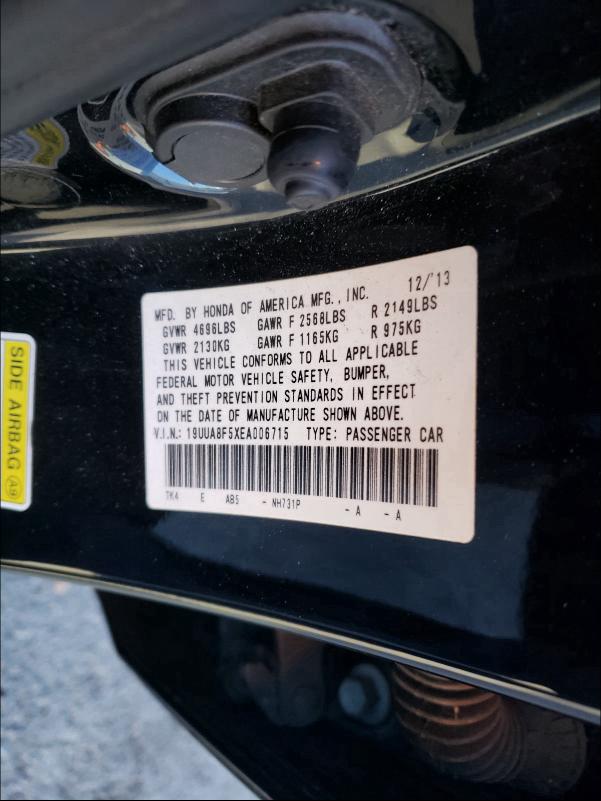 MFD. BY HONDA OF AMERICA MFG., INC. 12/'13
GVWR 4696LBS GAWR F 2568LBS R 2149LBS
GVWR 2130KG GAWR F 1165KG R 975KG
THIS VEHICLE CONFORMS TO ALL APPLICABLE
FEDERAL MOTOR VEHICLE SAFETY, BUMPER,
AND THEFT PREVENTION STANDARDS IN EFFECT
ON THE DATE OF MANUFACTURE SHOWN ABOVE.
V.I.N.: 19UUA8F5XEA006715 TYPE: PASSENGER CAR
TK4 E AB5 - NH731P - A - A
SIDE AIRBAG A9